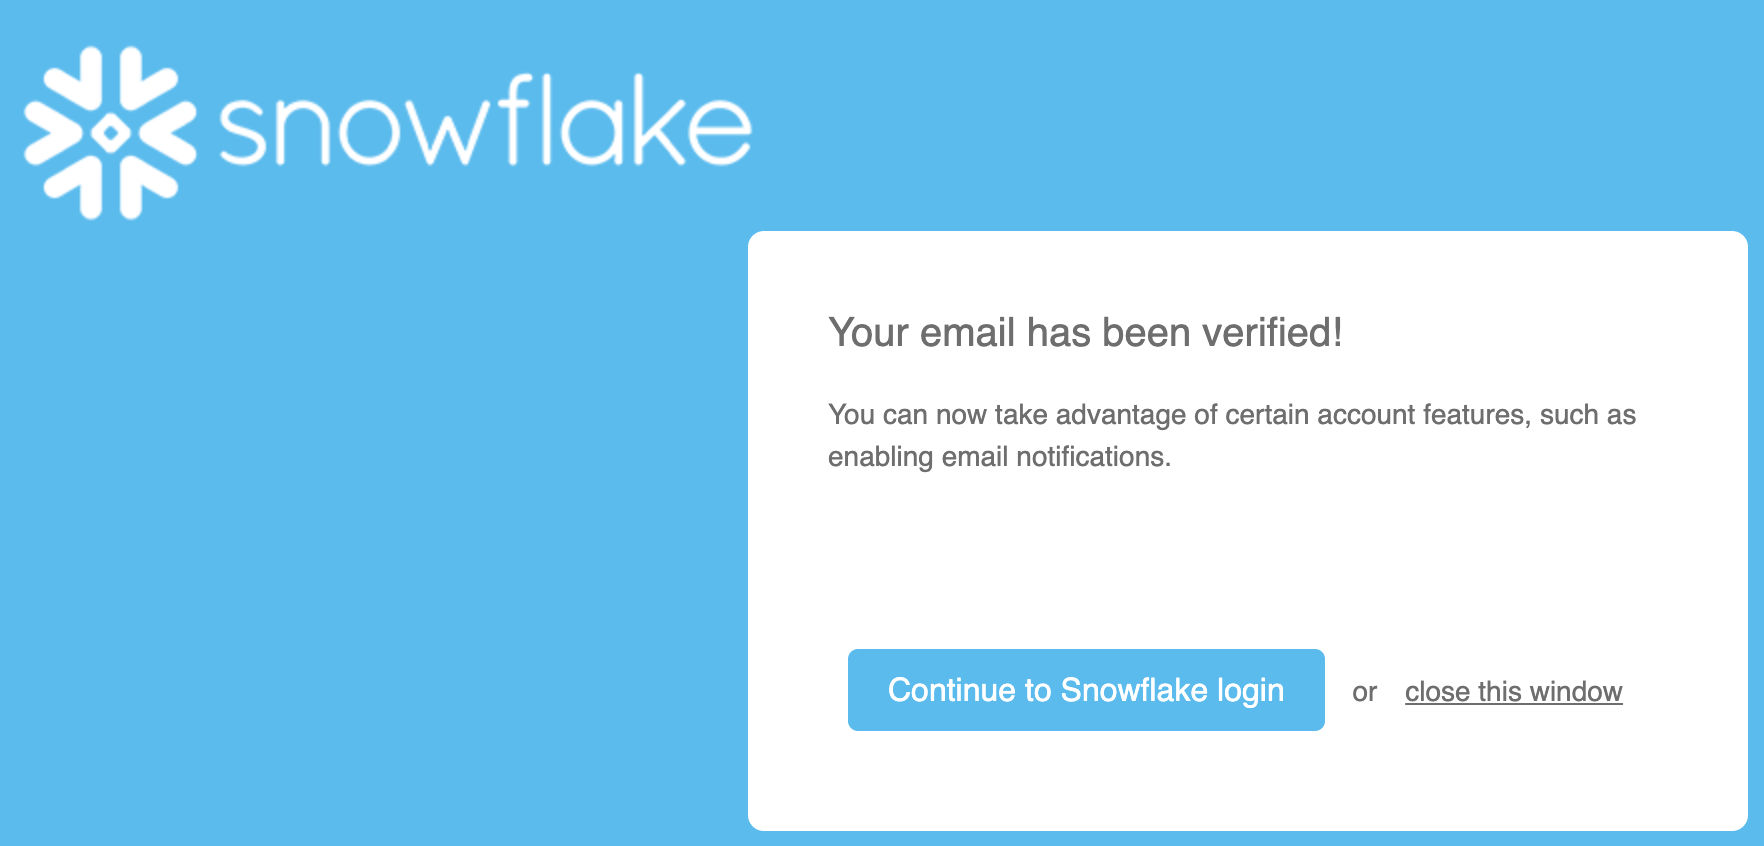 snowflake
Your email has been verified!
You can now take advantage of certain account features, such as
enabling email notifications.
Continue to Snowflake login or close this window